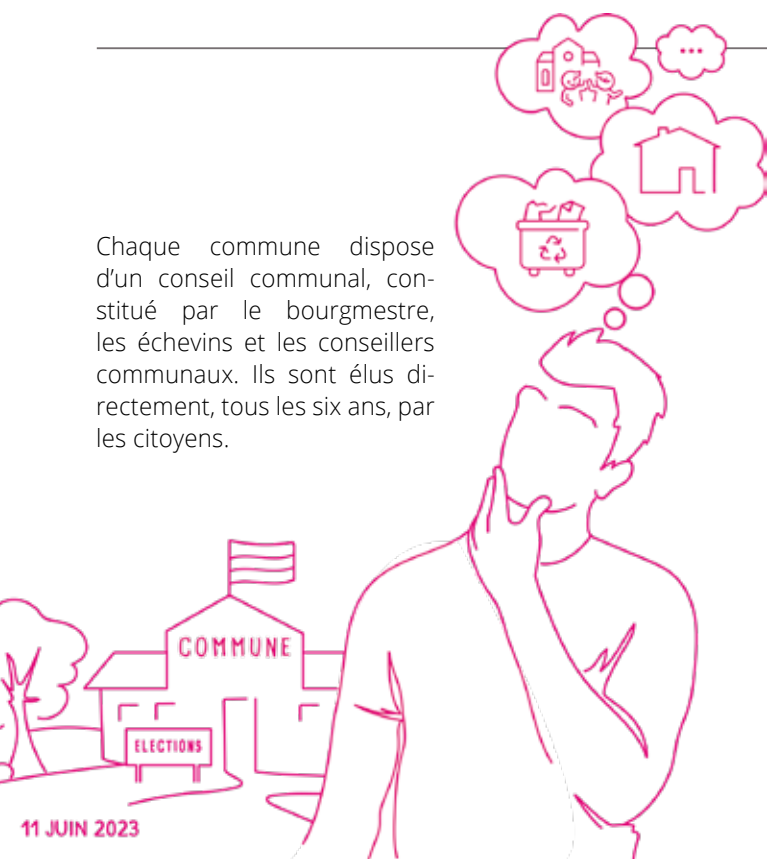 ...
Chaque commune dispose
d'un conseil communal, con-
stitué par le bourgmestre,
les échevins et les conseillers
communaux. Ils sont élus di-
rectement, tous les six ans, par
les citoyens.
COMMUNE
ELECTIONS
11 JUIN 2023